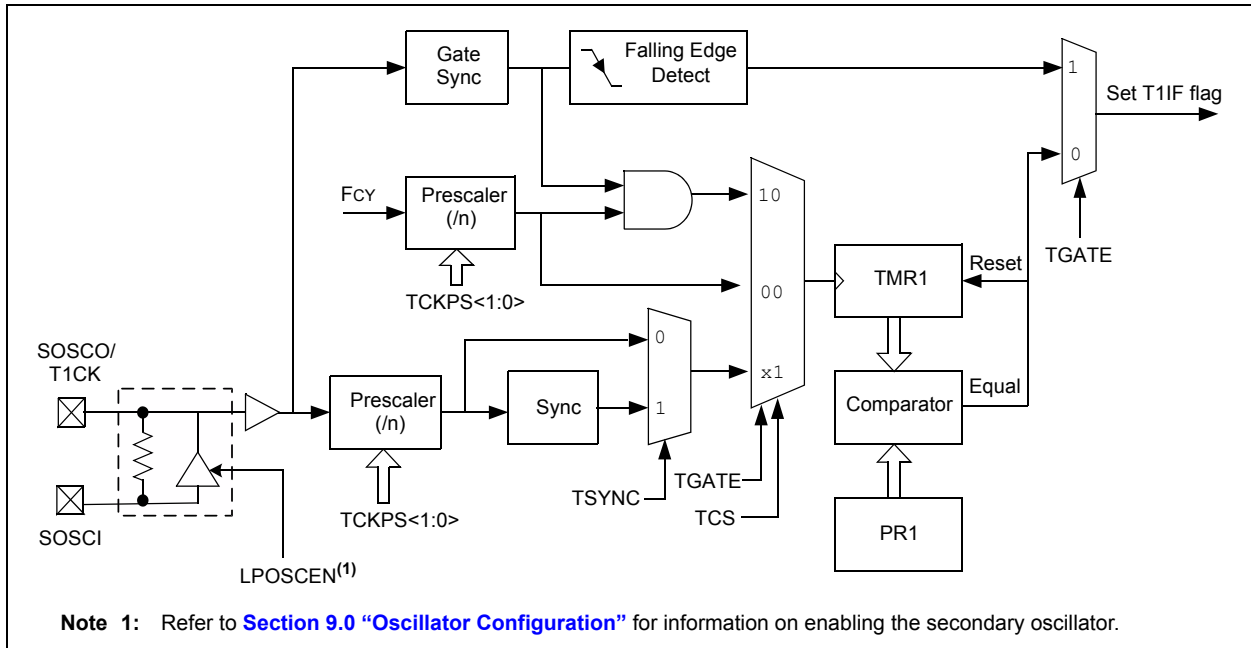 Gate
Sync
Falling Edge
Detect
1
Set T1IF flag
0
TGATE
FCY
Prescaler
(/n)
TCKPS<1:0>
10
00
x1
TMR1
Reset
SOSCO/
T1CK
SOSCI
Prescaler
(/n)
TCKPS<1:0>
Sync
0
1
TSYNC
TGATE
TCS
Comparator
Equal
PR1
LPOSCEN(1)
Note 1: Refer to Section 9.0 “Oscillator Configuration” for information on enabling the secondary oscillator.